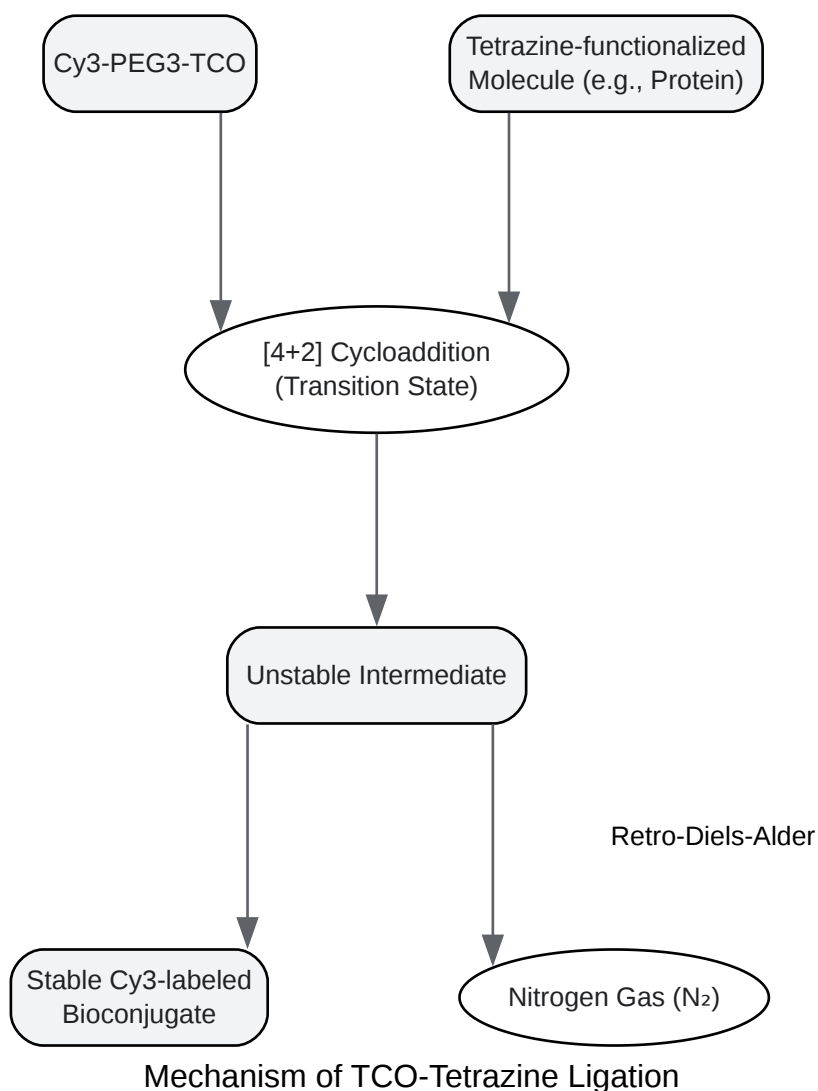 Cy3-PEG3-TCO
Tetrazine-functionalized
Molecule (e.g., Protein)
[4+2] Cycloaddition
(Transition State)
Unstable Intermediate
Retro-Diels-Alder
Stable Cy3-labeled
Bioconjugate
Nitrogen Gas (N₂)
Mechanism of TCO-Tetrazine Ligation